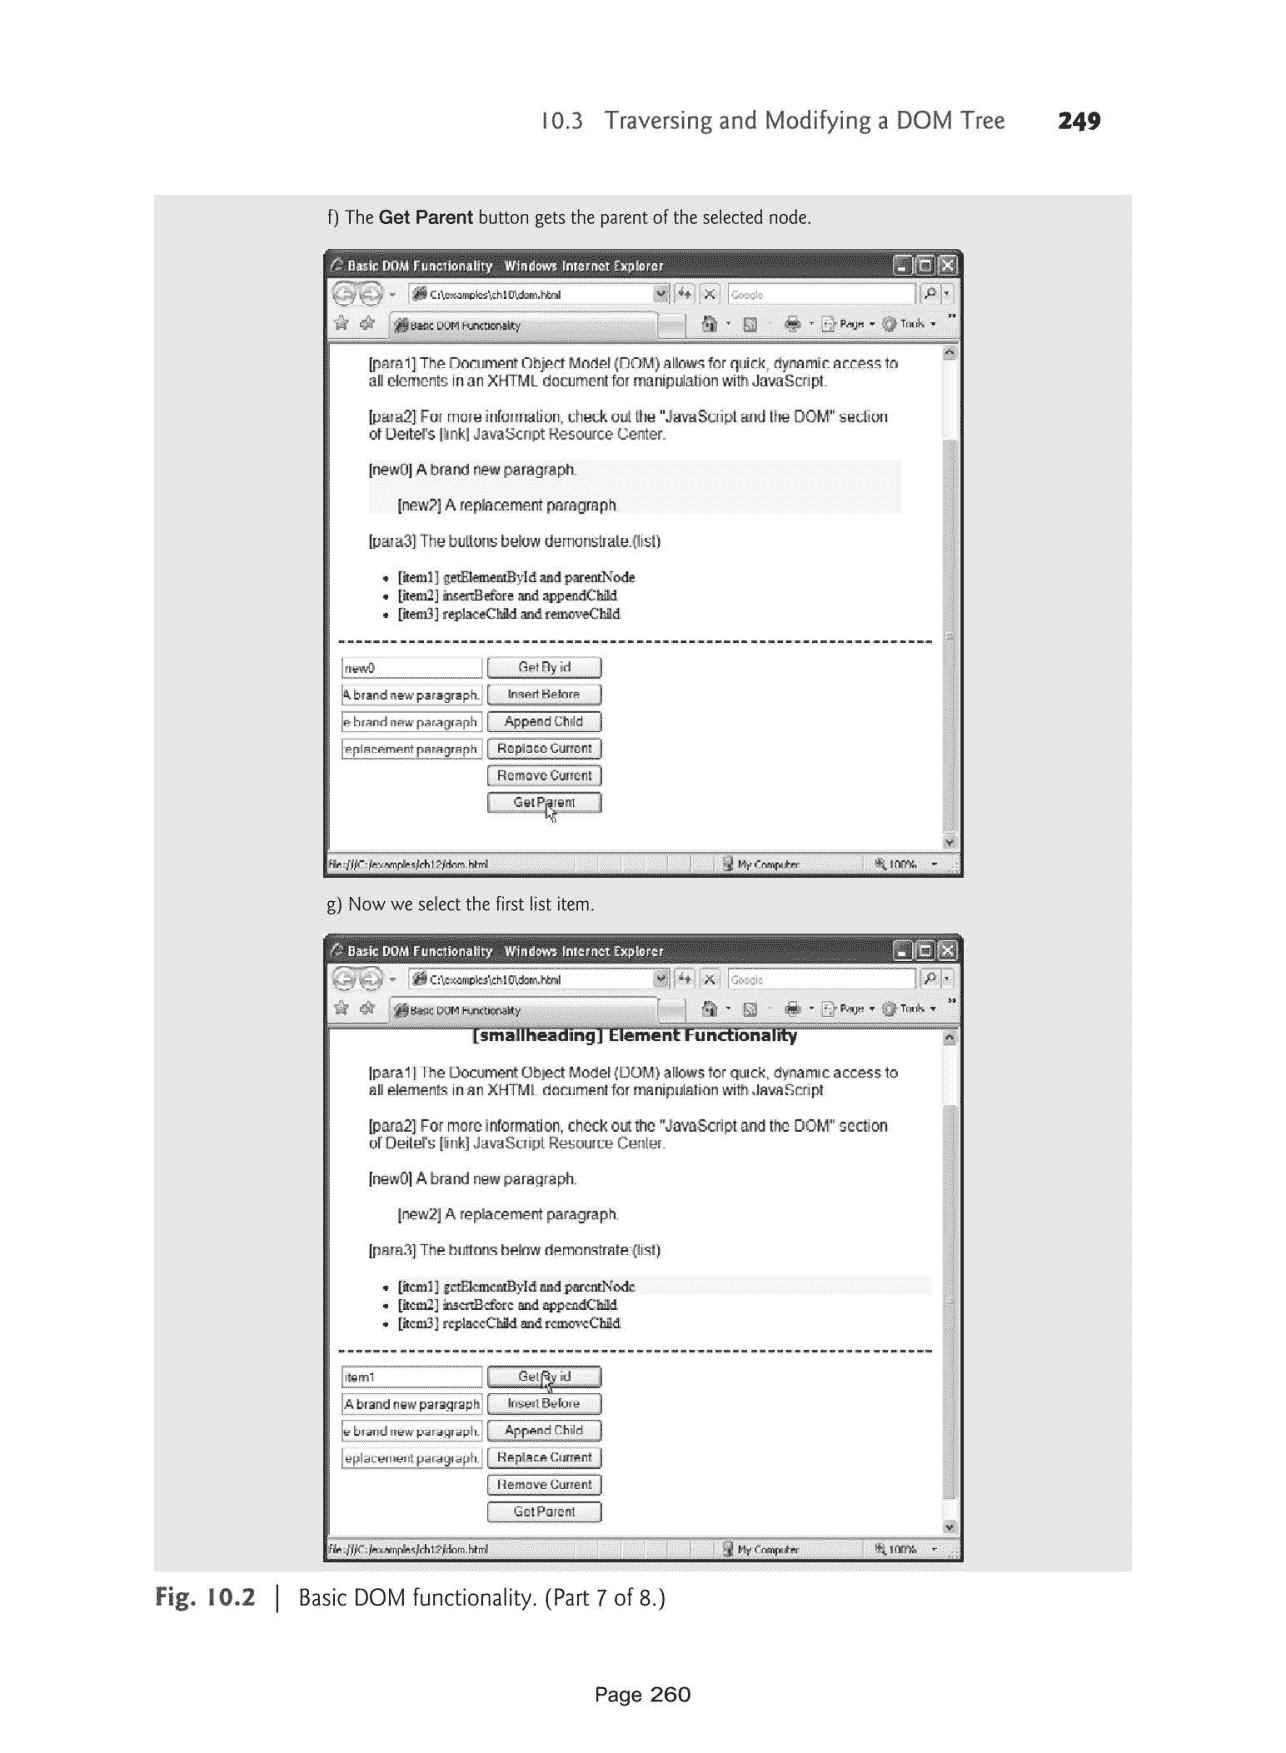 10.3 Traversing and Modifying a DOM Tree 249
f) The Get Parent button gets the parent of the selected node.
Basic DOM Functionality Windows Internet Explorer
C:\examples\ch10\dom.html
Google
Basic DOM Functionality
Page
Tools
[para1] The Document Object Model (DOM) allows for quick, dynamic access to
all elements in an XHTML document for manipulation with JavaScript.
[para2] For more information, check out the "JavaScript and the DOM" section
of Deitel's [link] JavaScript Resource Center.
[new0] A brand new paragraph.
[new2] A replacement paragraph
[para3] The buttons below demonstrate:(list)
• [item1] getElementById and parentNode
• [item2] insertBefore and appendChild
• [item3] replaceChild and removeChild
new0 Get By id
A brand new paragraph. Insert Before
e brand new paragraph Append Child
eplacement paragraph Replace Current
Remove Current
Get Parent
file:///C:/examples/ch12/dom.html My Computer 100%
g) Now we select the first list item.
Basic DOM Functionality Windows Internet Explorer
C:\examples\ch10\dom.html
Google
Basic DOM Functionality
Page
Tools
[smallheading] Element Functionality
[para1] The Document Object Model (DOM) allows for quick, dynamic access to
all elements in an XHTML document for manipulation with JavaScript
[para2] For more information, check out the "JavaScript and the DOM" section
of Deitel's [link] JavaScript Resource Center.
[new0] A brand new paragraph.
[new2] A replacement paragraph.
[para3] The buttons below demonstrate:(list)
• [item1] getElementById and parentNode
• [item2] insertBefore and appendChild
• [item3] replaceChild and removeChild
item1 Get By id
A brand new paragraph Insert Before
e brand new paragraph. Append Child
eplacement paragraph. Replace Current
Remove Current
Get Parent
file:///C:/examples/ch12/dom.html My Computer 100%
Fig. 10.2 | Basic DOM functionality. (Part 7 of 8.)
Page 260